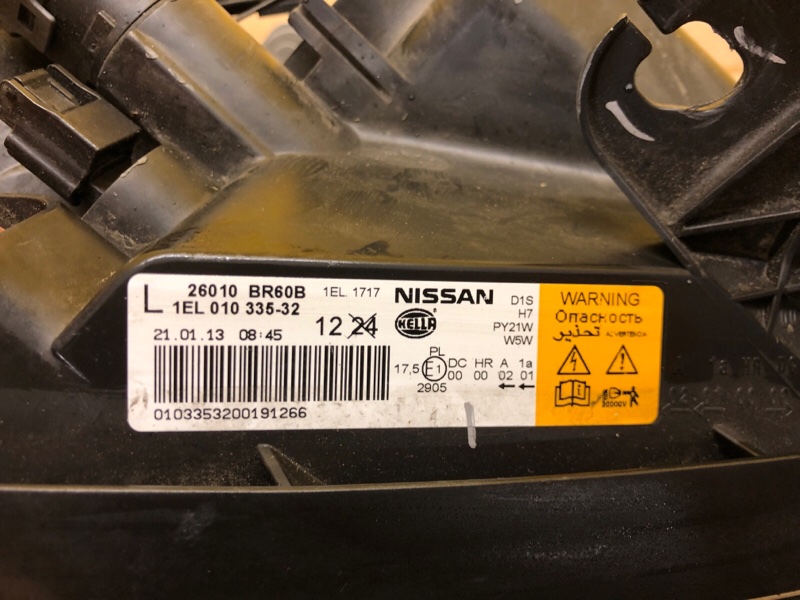 L 26010 BR60B 1EL 1717
1EL 010 335-32
21.01.13 08:45
12 24
0103353200191266
NISSAN
HELLA
D1S
H7
PY21W
W5W
PL
17,5 E1 DC HR A 1a
00 00 02 01
2905
WARNING
Опасность
تحذير ADVERTENCIA